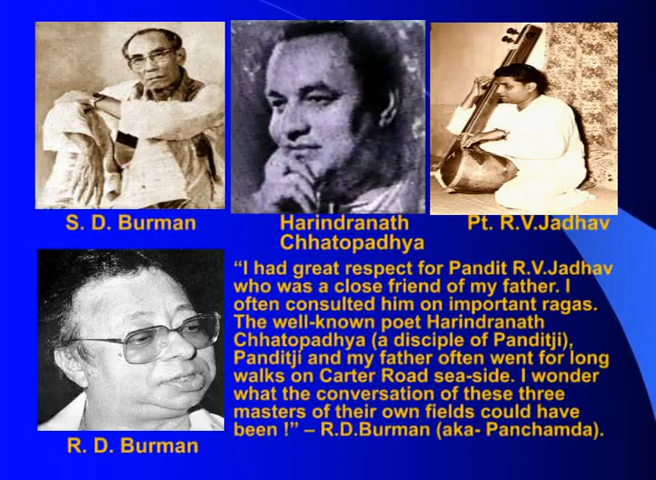 S. D. Burman
Harindranath
Chhatopadhya
Pt. R.V.Jadhav
“I had great respect for Pandit R.V.Jadhav
who was a close friend of my father. I
often consulted him on important ragas.
The well-known poet Harindranath
Chhatopadhya (a disciple of Panditji),
Panditji and my father often went for long
walks on Carter Road sea-side. I wonder
what the conversation of these three
masters of their own fields could have
been !” – R.D.Burman (aka- Panchamda).
R. D. Burman